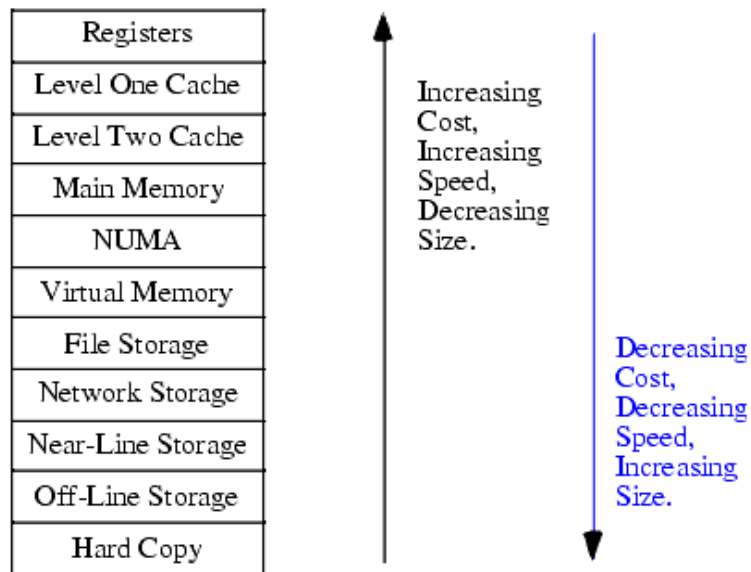 Registers
Level One Cache
Level Two Cache
Main Memory
NUMA
Virtual Memory
File Storage
Network Storage
Near-Line Storage
Off-Line Storage
Hard Copy
Increasing
Cost,
Increasing
Speed,
Decreasing
Size.
Decreasing
Cost,
Decreasing
Speed,
Increasing
Size.